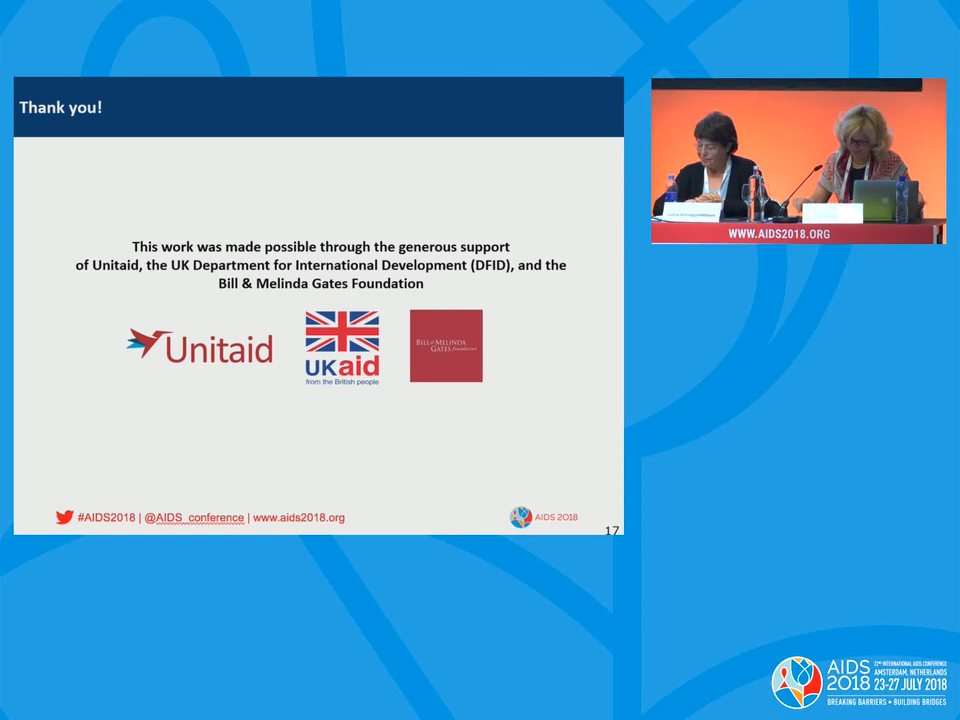 Thank you!
This work was made possible through the generous support
of Unitaid, the UK Department for International Development (DFID), and the
Bill & Melinda Gates Foundation
Unitaid
UKaid
from the British people
BILL & MELINDA
GATES foundation
#AIDS2018 | @AIDS_conference | www.aids2018.org
AIDS 2018
17
WWW.AIDS2018.ORG
AIDS
2018
22ND INTERNATIONAL AIDS CONFERENCE
AMSTERDAM, NETHERLANDS
23-27 JULY 2018
BREAKING BARRIERS • BUILDING BRIDGES